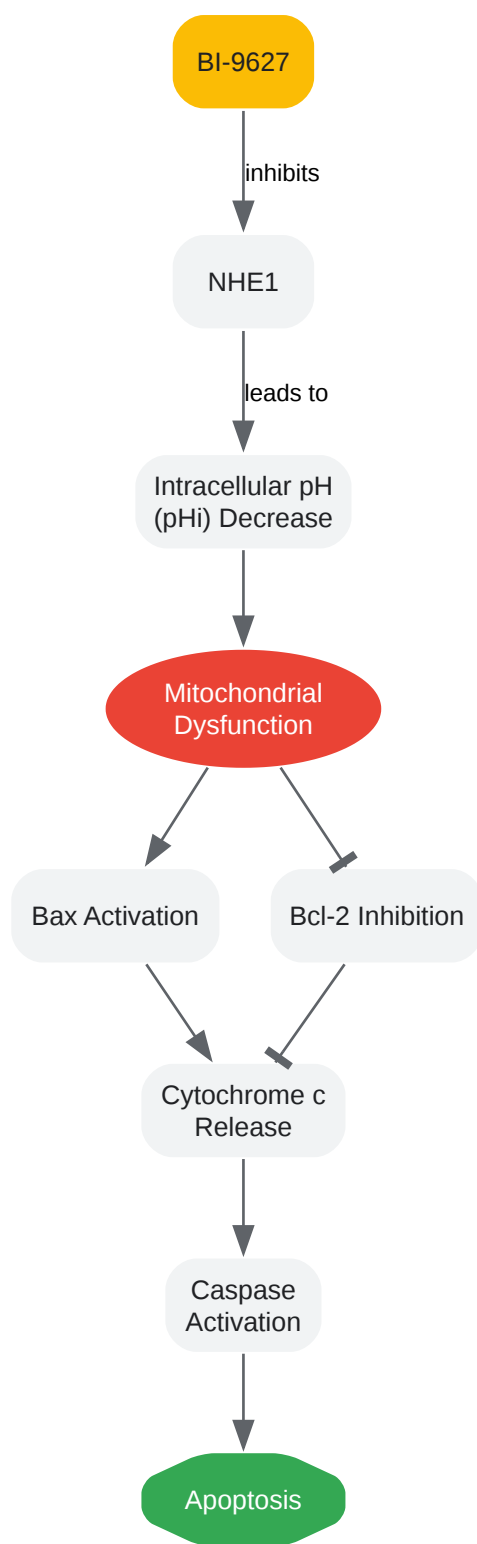 BI-9627
inhibits
NHE1
leads to
Intracellular pH
(pHi) Decrease
Mitochondrial
Dysfunction
Bax Activation
Bcl-2 Inhibition
Cytochrome c
Release
Caspase
Activation
Apoptosis